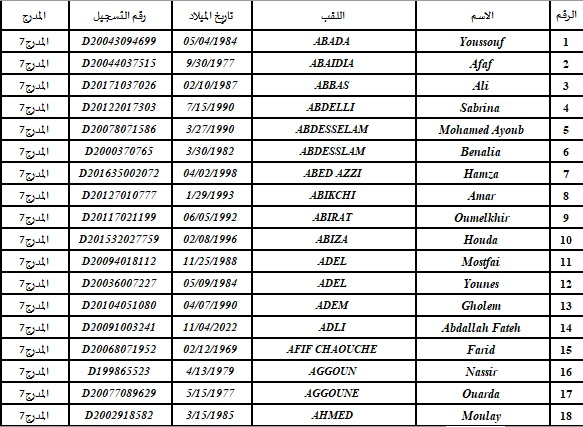 الرقم الاسم اللقب تاريخ الميلاد رقم التسجيل المدرج
1 Youssouf ABADA 05/04/1984 D20043094699 المدرج7
2 Afaf ABAIDIA 9/30/1977 D20044037515 المدرج7
3 Ali ABBAS 02/10/1987 D20171037026 المدرج7
4 Sabrina ABDELLI 7/15/1990 D20122017303 المدرج7
5 Mohamed Ayoub ABDESSELAM 3/27/1990 D20078071586 المدرج7
6 Benalia ABDESSLAM 3/30/1982 D2000370765 المدرج7
7 Hamza ABED AZZI 04/02/1998 D201635002072 المدرج7
8 Amar ABIKCHI 1/29/1993 D20127010777 المدرج7
9 Oumelkhir ABIRAT 06/05/1992 D20117021199 المدرج7
10 Houda ABIZA 02/08/1996 D201532027759 المدرج7
11 Mostfai ADEL 11/25/1988 D20094018112 المدرج7
12 Younes ADEL 05/09/1984 D20036007227 المدرج7
13 Gholem ADEM 04/07/1990 D20104051080 المدرج7
14 Abdallah Fateh ADLI 11/04/2022 D20091003241 المدرج7
15 Farid AFIF CHAOUCHE 02/12/1969 D20068071952 المدرج7
16 Nassir AGGOUN 4/13/1979 D199865523 المدرج7
17 Ouarda AGGOUNE 5/15/1977 D20077089629 المدرج7
18 Moulay AHMED 3/15/1985 D2002918582 المدرج7